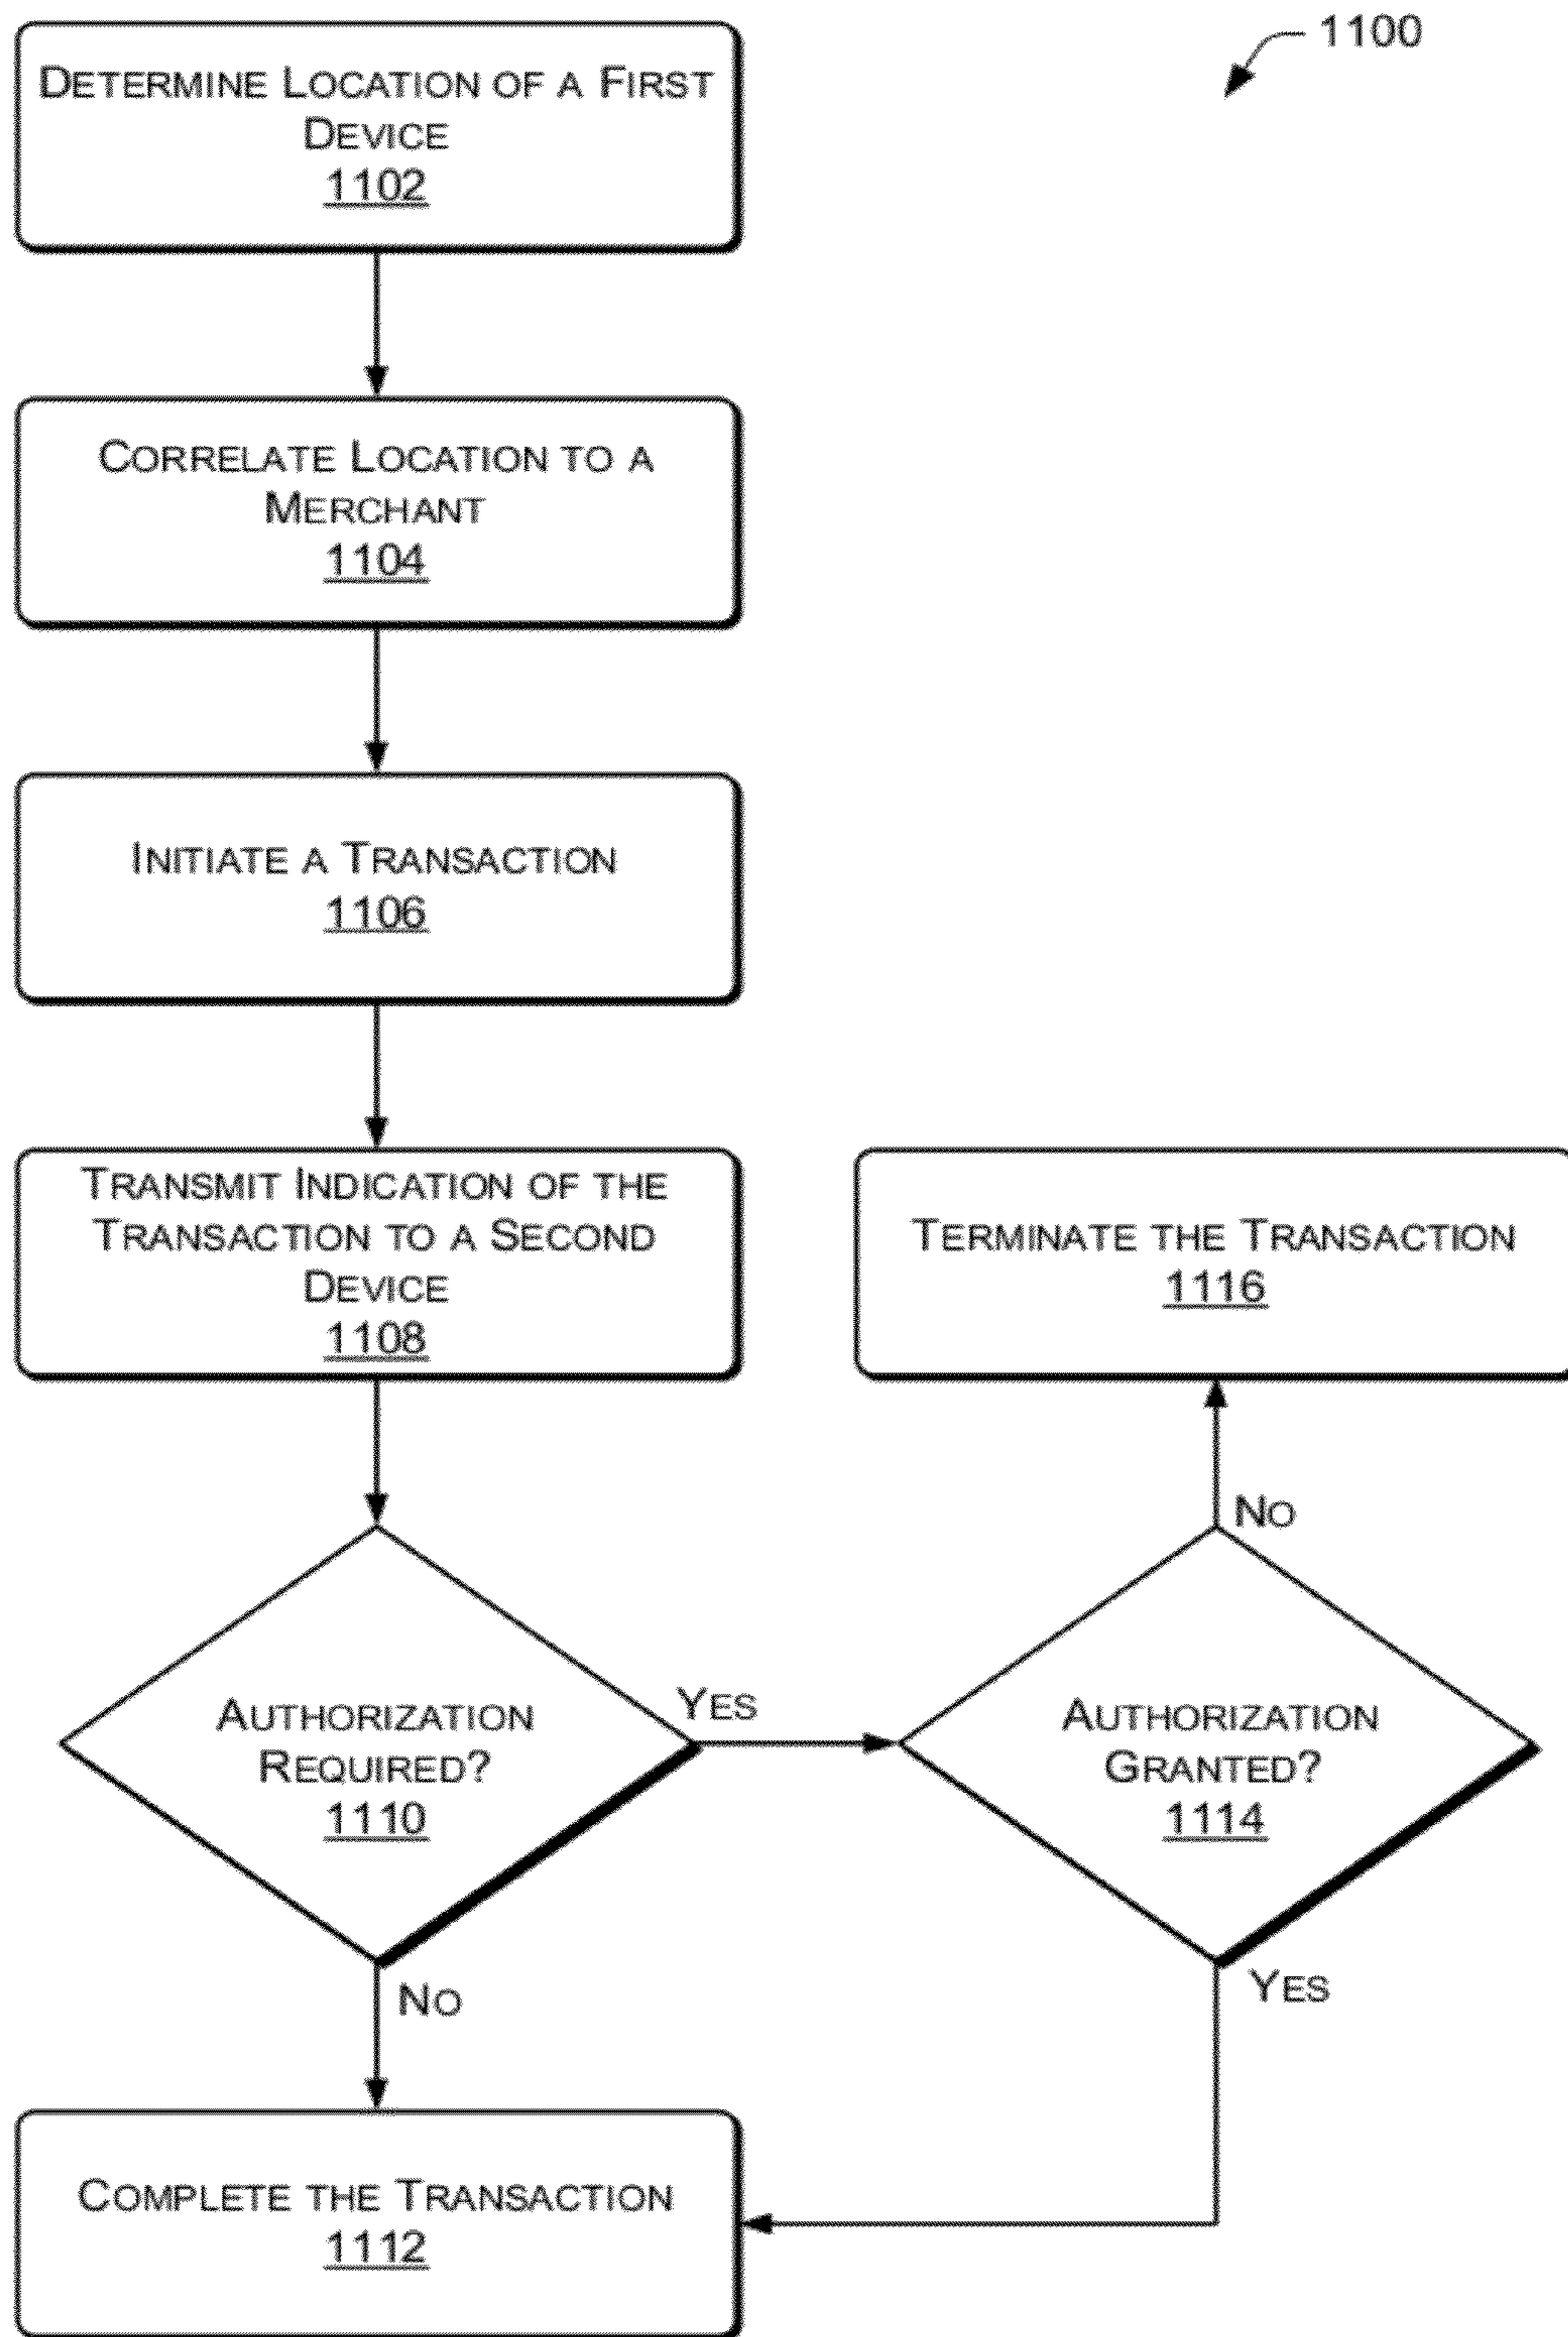 1100
DETERMINE LOCATION OF A FIRST
DEVICE
1102
CORRELATE LOCATION TO A
MERCHANT
1104
INITIATE A TRANSACTION
1106
TRANSMIT INDICATION OF THE
TRANSACTION TO A SECOND
DEVICE
1108
TERMINATE THE TRANSACTION
1116
NO
AUTHORIZATION
REQUIRED?
1110
YES
AUTHORIZATION
GRANTED?
1114
NO
YES
COMPLETE THE TRANSACTION
1112